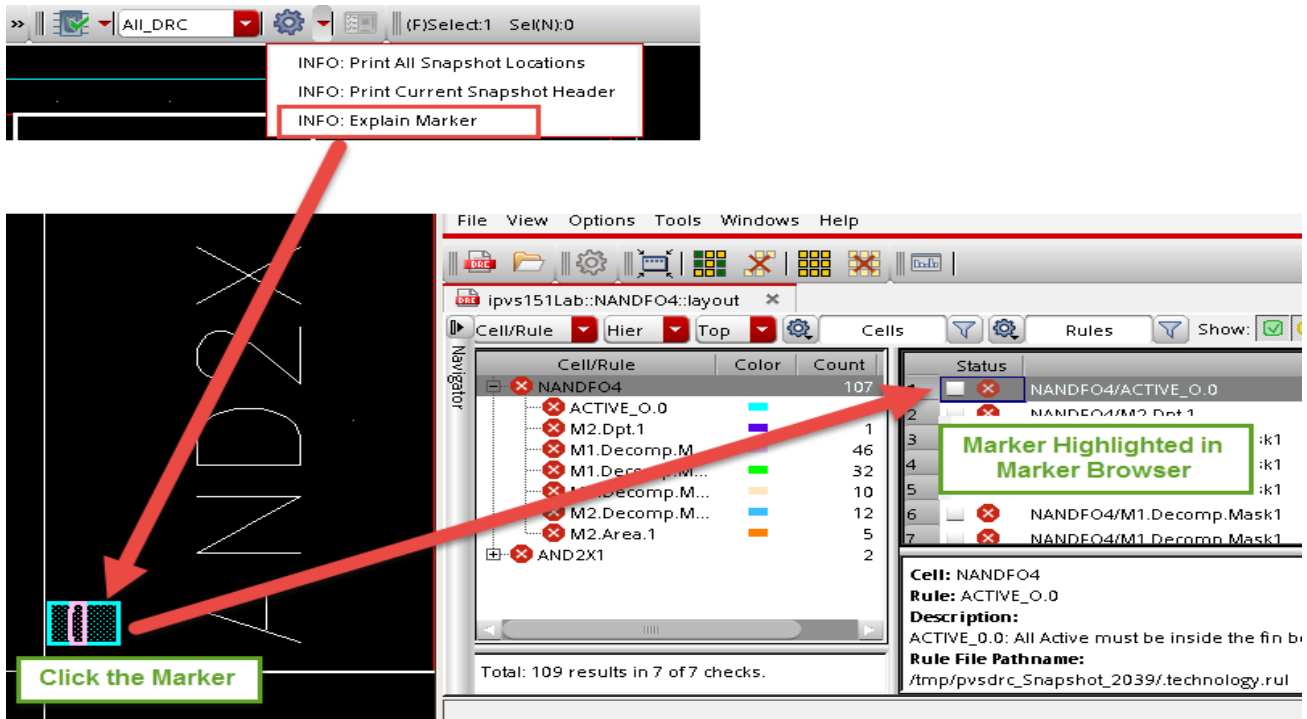 » All_DRC (F)Select:1 Sel(N):0
INFO: Print All Snapshot Locations
INFO: Print Current Snapshot Header
INFO: Explain Marker
AND2X
Click the Marker
File View Options Tools Windows Help
DRC
ipvs151Lab::NANDFO4::layout
Cell/Rule Hier Top Cells Rules Show:
Navigator
Cell/Rule Color Count
NANDFO4 107
ACTIVE_O.0
M2.Dpt.1 1
M1.Decomp.M... 46
M1.Decomp.M... 32
M1.Decomp.M... 10
M2.Decomp.M... 12
M2.Area.1 5
AND2X1 2
Total: 109 results in 7 of 7 checks.
Status
1 NANDFO4/ACTIVE_O.0
2 NANDFO4/M2.Dpt.1
3 :k1
4 :k1
5 :k1
6 NANDFO4/M1.Decomp.Mask1
7 NANDFO4/M1.Decomp.Mask1
Marker Highlighted in
Marker Browser
Cell: NANDFO4
Rule: ACTIVE_O.0
Description:
ACTIVE_0.0: All Active must be inside the fin
Rule File Pathname:
/tmp/pvsdrc_Snapshot_2039/.technology.rul